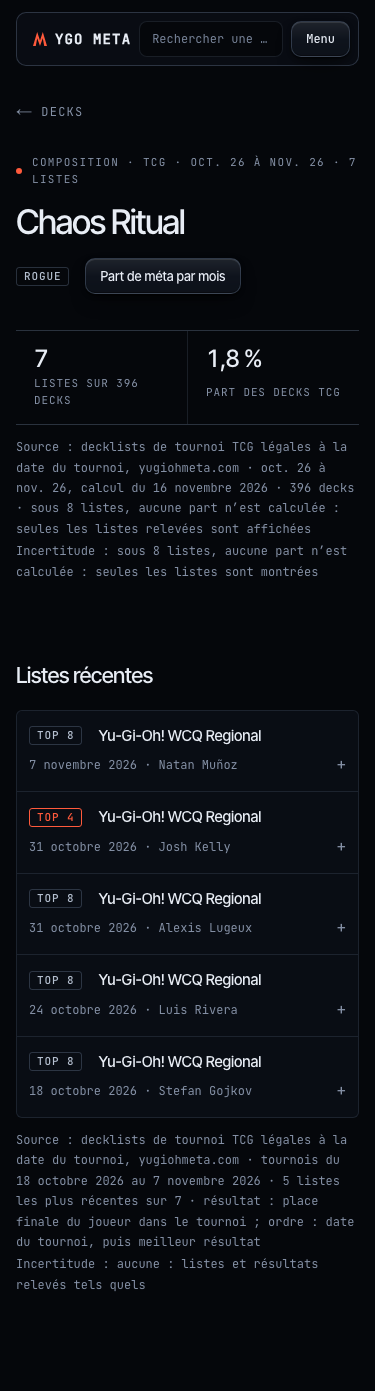 YGO META
Rechercher une …
Menu
← DECKS
COMPOSITION · TCG · OCT. 26 À NOV. 26 · 7
LISTES
Chaos Ritual
ROGUE
Part de méta par mois
7
LISTES SUR 396
DECKS
1,8 %
PART DES DECKS TCG
Source : decklists de tournoi TCG légales à la
date du tournoi, yugiohmeta.com · oct. 26 à
nov. 26, calcul du 16 novembre 2026 · 396 decks
· sous 8 listes, aucune part n’est calculée :
seules les listes relevées sont affichées
Incertitude : sous 8 listes, aucune part n’est
calculée : seules les listes sont montrées
Listes récentes
TOP 8
Yu-Gi-Oh! WCQ Regional
7 novembre 2026 · Natan Muñoz
+
TOP 4
Yu-Gi-Oh! WCQ Regional
31 octobre 2026 · Josh Kelly
+
TOP 8
Yu-Gi-Oh! WCQ Regional
31 octobre 2026 · Alexis Lugeux
+
TOP 8
Yu-Gi-Oh! WCQ Regional
24 octobre 2026 · Luis Rivera
+
TOP 8
Yu-Gi-Oh! WCQ Regional
18 octobre 2026 · Stefan Gojkov
+
Source : decklists de tournoi TCG légales à la
date du tournoi, yugiohmeta.com · tournois du
18 octobre 2026 au 7 novembre 2026 · 5 listes
les plus récentes sur 7 · résultat : place
finale du joueur dans le tournoi ; ordre : date
du tournoi, puis meilleur résultat
Incertitude : aucune : listes et résultats
relevés tels quels